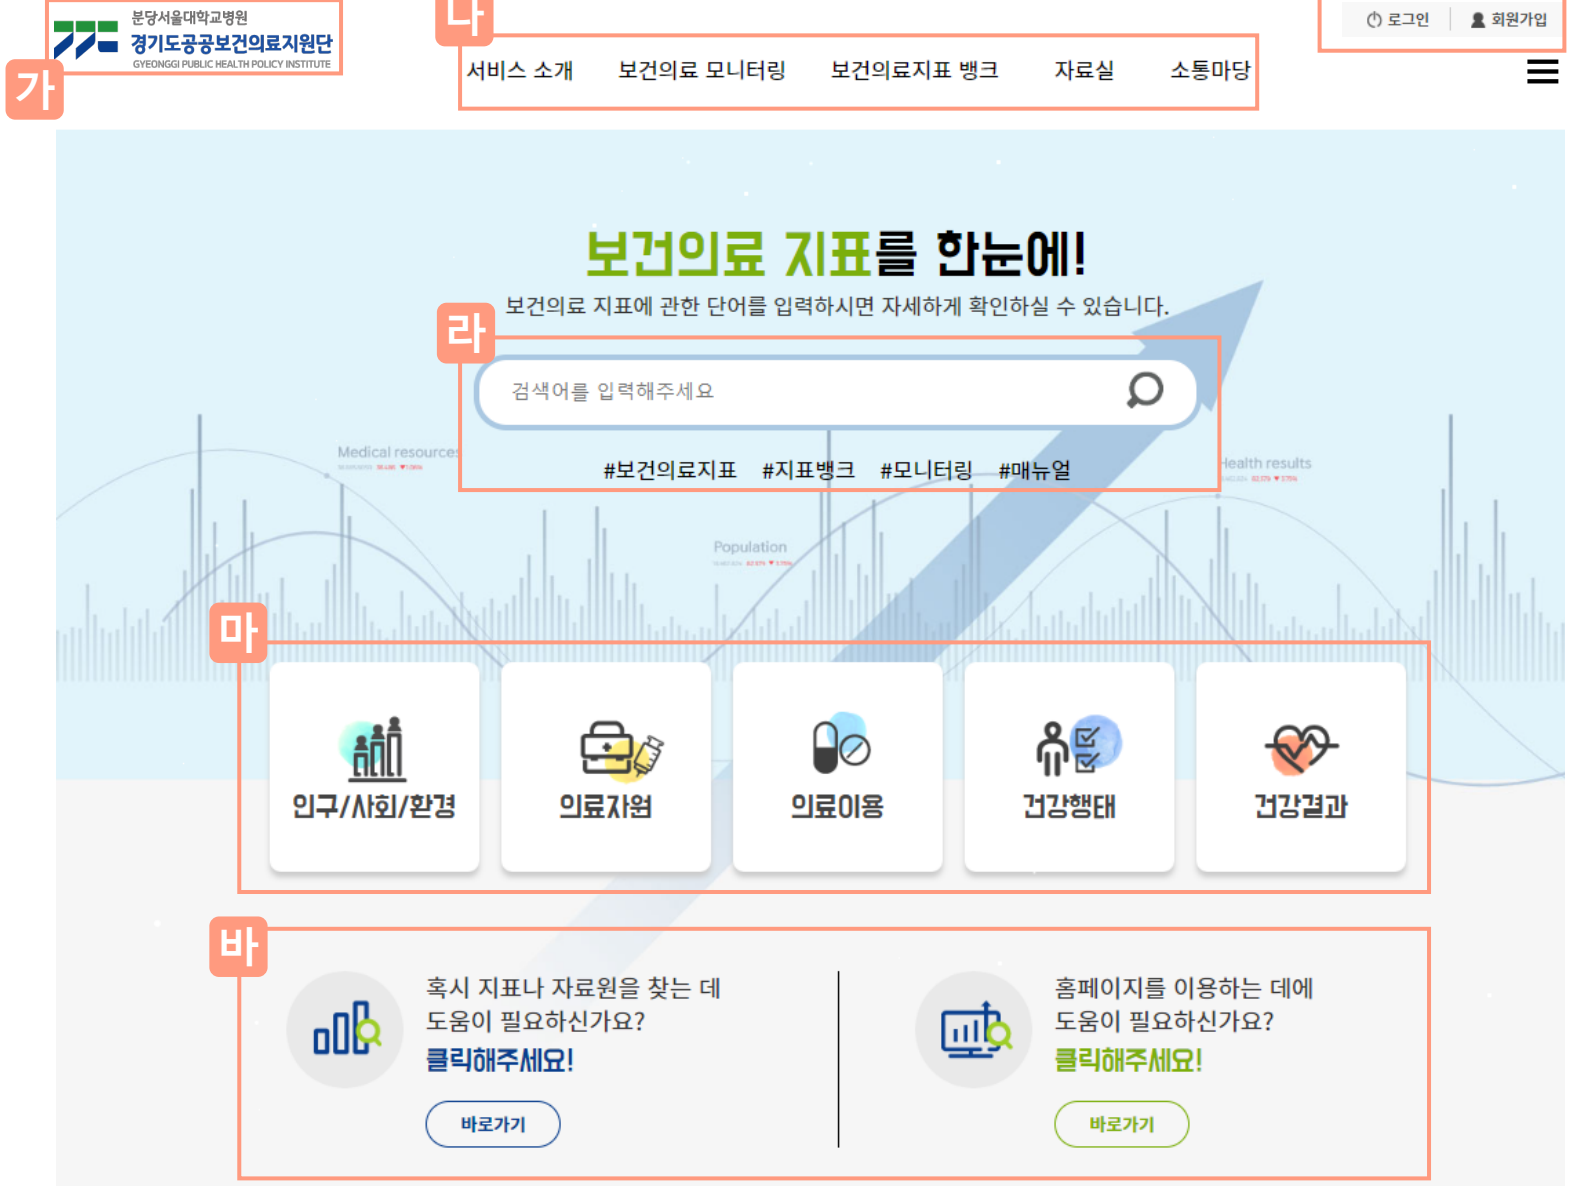 분당서울대학교병원
경기도공공보건의료지원단
GYEONGGI PUBLIC HEALTH POLICY INSTITUTE
가
나
로그인 회원가입
서비스 소개 보건의료 모니터링 보건의료지표 뱅크 자료실 소통마당
보건의료 지표를 한눈에!
보건의료 지표에 관한 단어를 입력하시면 자세하게 확인하실 수 있습니다.
라
검색어를 입력해주세요
#보건의료지표 #지표뱅크 #모니터링 #매뉴얼
Medical resources
Health results
Population
마
인구/사회/환경 의료자원 의료이용 건강행태 건강결과
바
혹시 지표나 자료원을 찾는 데
도움이 필요하신가요?
클릭해주세요!
바로가기
홈페이지를 이용하는 데에
도움이 필요하신가요?
클릭해주세요!
바로가기